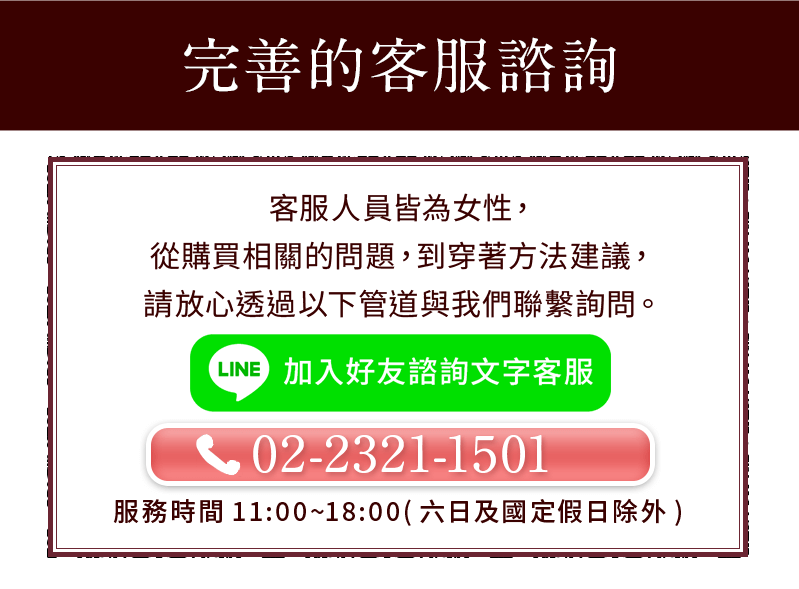 完善的客服諮詢
客服人員皆為女性，
從購買相關的問題，到穿著方法建議，
請放心透過以下管道與我們聯繫詢問。
LINE 加入好友諮詢文字客服
02-2321-1501
服務時間 11:00~18:00( 六日及國定假日除外 )